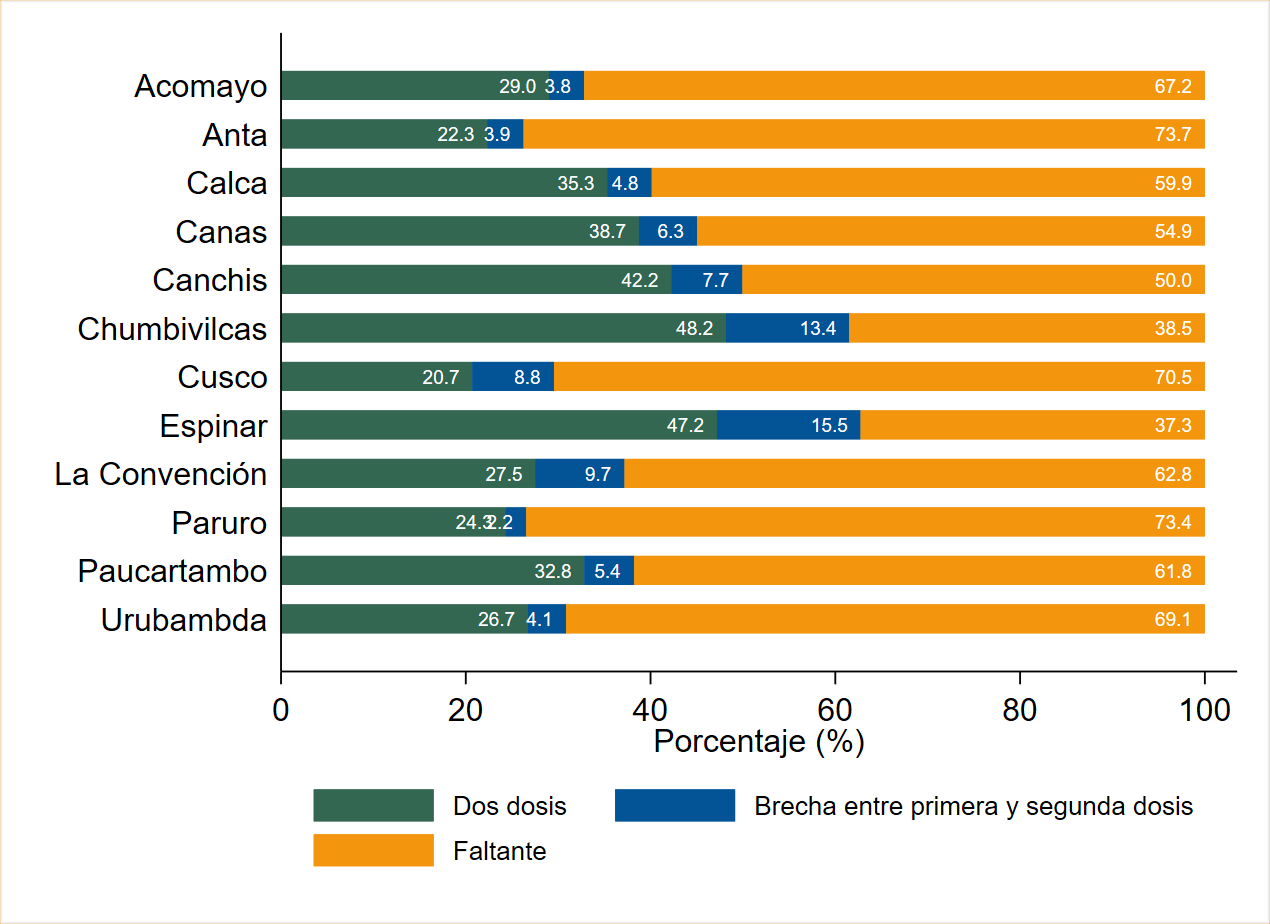 Acomayo 29.0 3.8 67.2
Anta 22.3 3.9 73.7
Calca 35.3 4.8 59.9
Canas 38.7 6.3 54.9
Canchis 42.2 7.7 50.0
Chumbivilcas 48.2 13.4 38.5
Cusco 20.7 8.8 70.5
Espinar 47.2 15.5 37.3
La Convención 27.5 9.7 62.8
Paruro 24.3 2.2 73.4
Paucartambo 32.8 5.4 61.8
Urubambda 26.7 4.1 69.1
0 20 40 60 80 100
Porcentaje (%)
Dos dosis Brecha entre primera y segunda dosis
Faltante